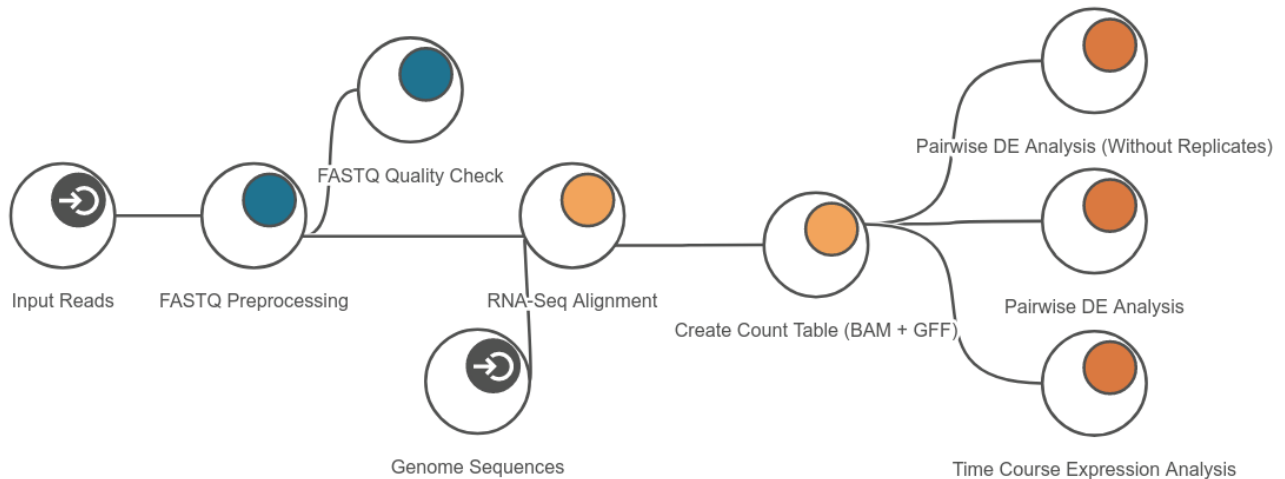 Pairwise DE Analysis (Without Replicates)
FASTQ Quality Check
Input Reads
FASTQ Preprocessing
RNA-Seq Alignment
Pairwise DE Analysis
Create Count Table (BAM + GFF)
Genome Sequences
Time Course Expression Analysis